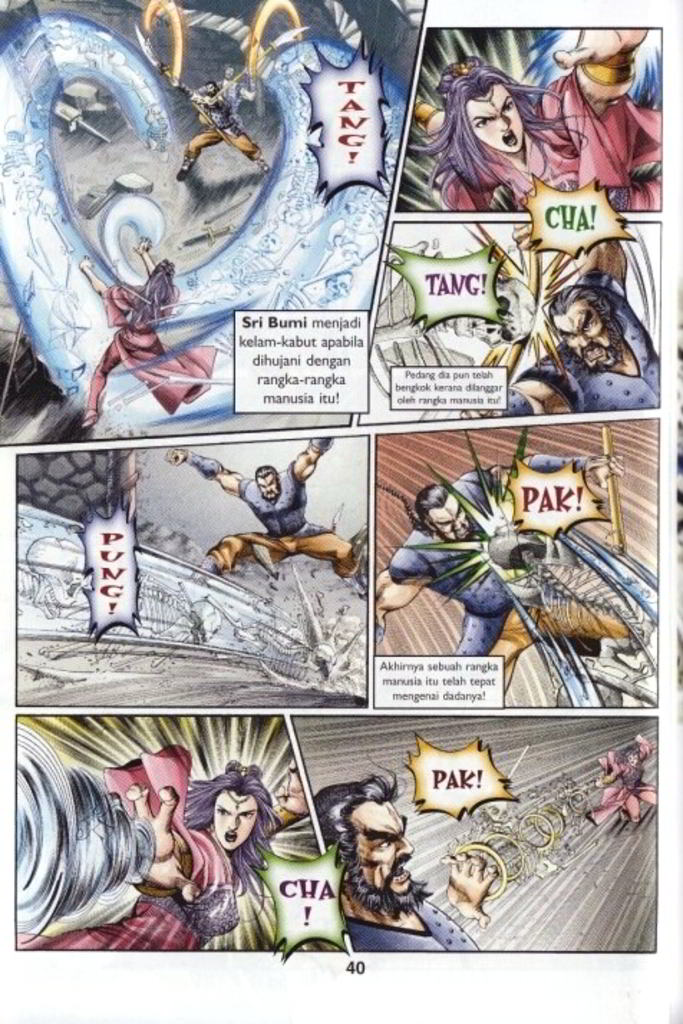 TANG!
Sri Bumi menjadi
kelam-kabut apabila
dihujani dengan
rangka-rangka
manusia itu!
CHA!
TANG!
Pedang dia pun telah
bengkok kerana dilanggar
oleh rangka manusia itu!
PUNG!
PAK!
Akhirnya sebuah rangka
manusia itu telah tepat
mengenai dadanya!
CHA
!
PAK!
40